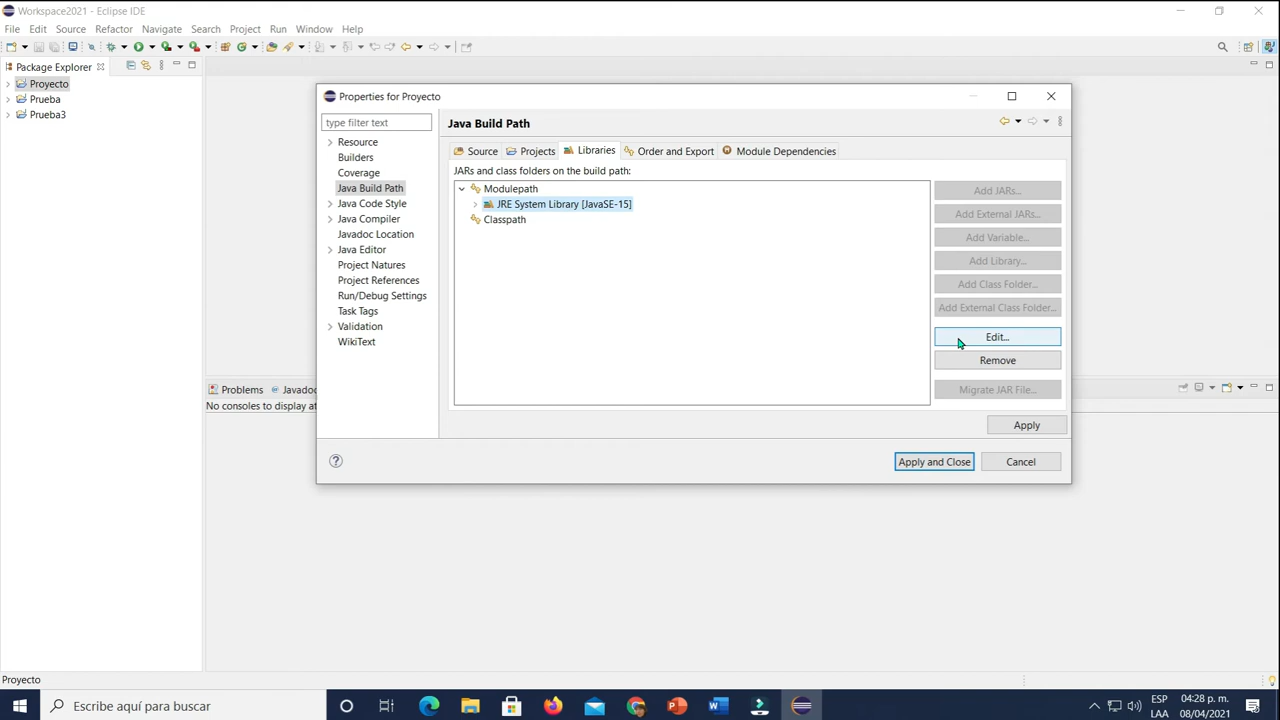 Workspace2021 - Eclipse IDE
File Edit Source Refactor Navigate Search Project Run Window Help
Package Explorer
Proyecto
Prueba
Prueba3
Properties for Proyecto
type filter text
Resource
Builders
Coverage
Java Build Path
Java Code Style
Java Compiler
Javadoc Location
Java Editor
Project Natures
Project References
Run/Debug Settings
Task Tags
Validation
WikiText
Java Build Path
Source Projects Libraries Order and Export Module Dependencies
JARs and class folders on the build path:
Modulepath
JRE System Library [JavaSE-15]
Classpath
Add JARs...
Add External JARs...
Add Variable...
Add Library...
Add Class Folder...
Add External Class Folder...
Edit...
Remove
Migrate JAR File...
Apply
Apply and Close Cancel
Problems Javadoc
No consoles to display at
Proyecto
Escribe aquí para buscar
ESP 04:28 p. m.
LAA 08/04/2021